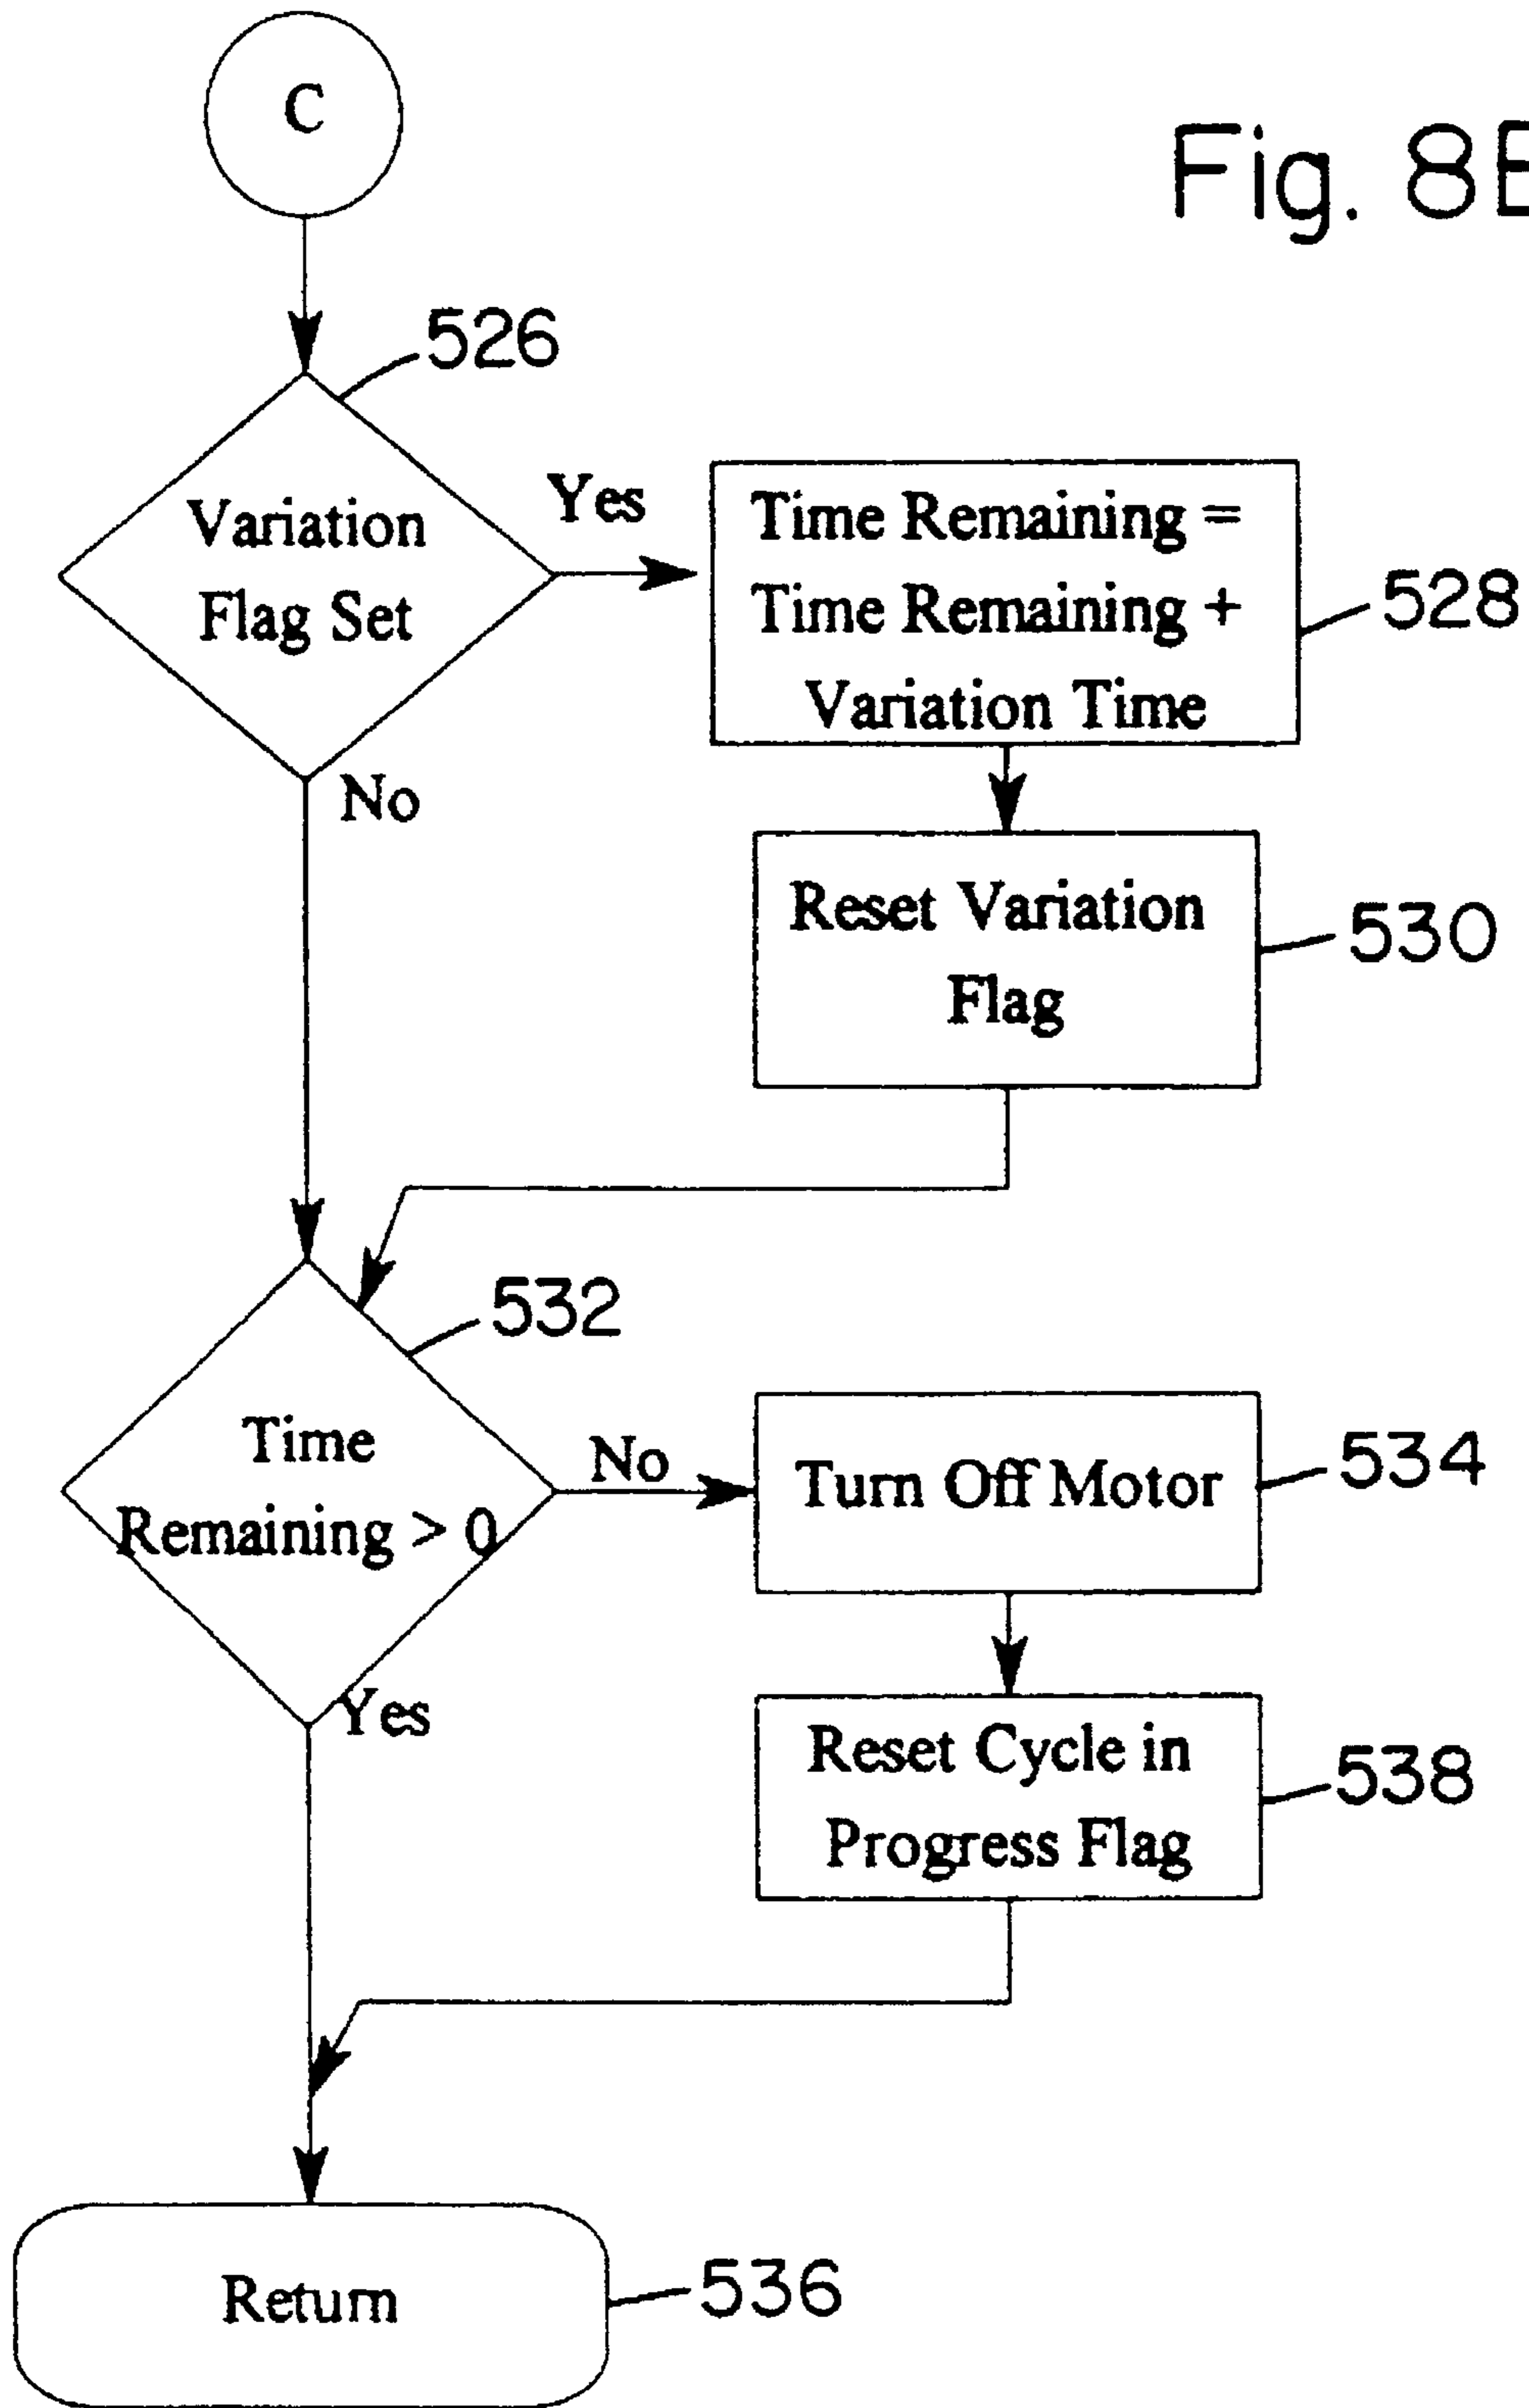 C
Fig. 8B
526
Variation
Flag Set
Yes
Time Remaining =
Time Remaining +
Variation Time
528
No
Reset Variation
Flag
530
532
Time
Remaining > 0
No
Turn Off Motor
534
Yes
Reset Cycle in
Progress Flag
538
Return
536